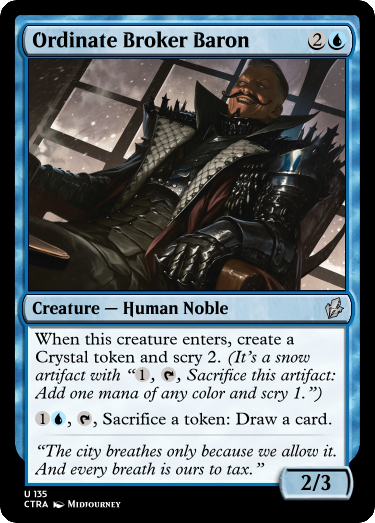 Ordinate Broker Baron 2
Creature — Human Noble
When this creature enters, create a
Crystal token and scry 2. (It's a snow
artifact with “1, , Sacrifice this artifact:
Add one mana of any color and scry 1.”)
1 , , Sacrifice a token: Draw a card.
“The city breathes only because we allow it.
And every breath is ours to tax.”
2/3
U 135
CTRA Midjourney